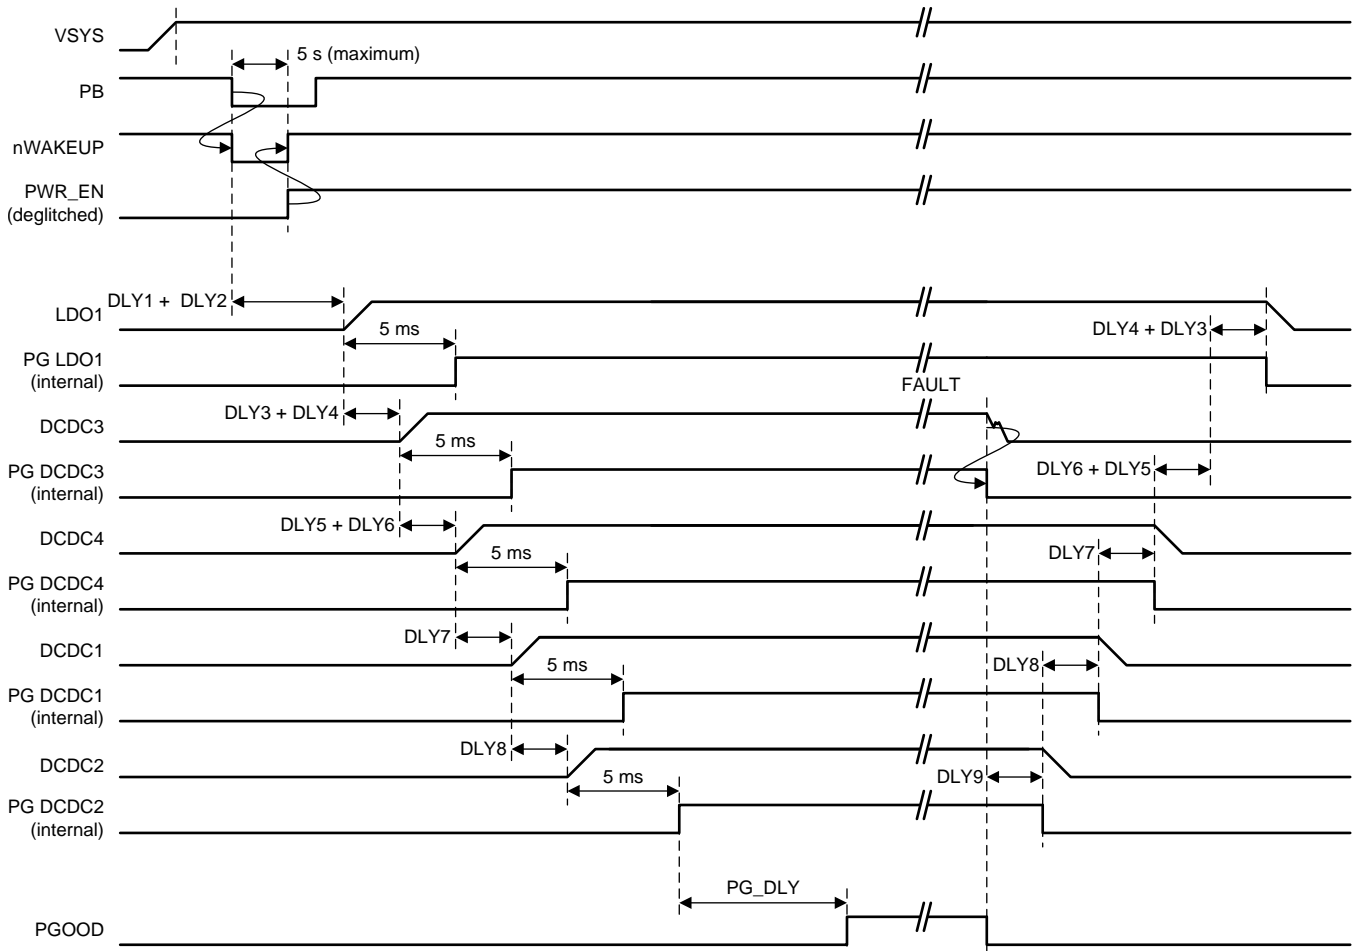 VSYS
5 s (maximum)
PB
nWAKEUP
PWR_EN
(deglitched)
DLY1 + DLY2
LDO1
5 ms
DLY4 + DLY3
PG LDO1
(internal)
FAULT
DLY3 + DLY4
DCDC3
5 ms
PG DCDC3
(internal)
DLY6 + DLY5
DLY5 + DLY6
DCDC4
5 ms
DLY7
PG DCDC4
(internal)
DLY7
DCDC1
5 ms
DLY8
PG DCDC1
(internal)
DLY8
DCDC2
5 ms
DLY9
PG DCDC2
(internal)
PG_DLY
PGOOD